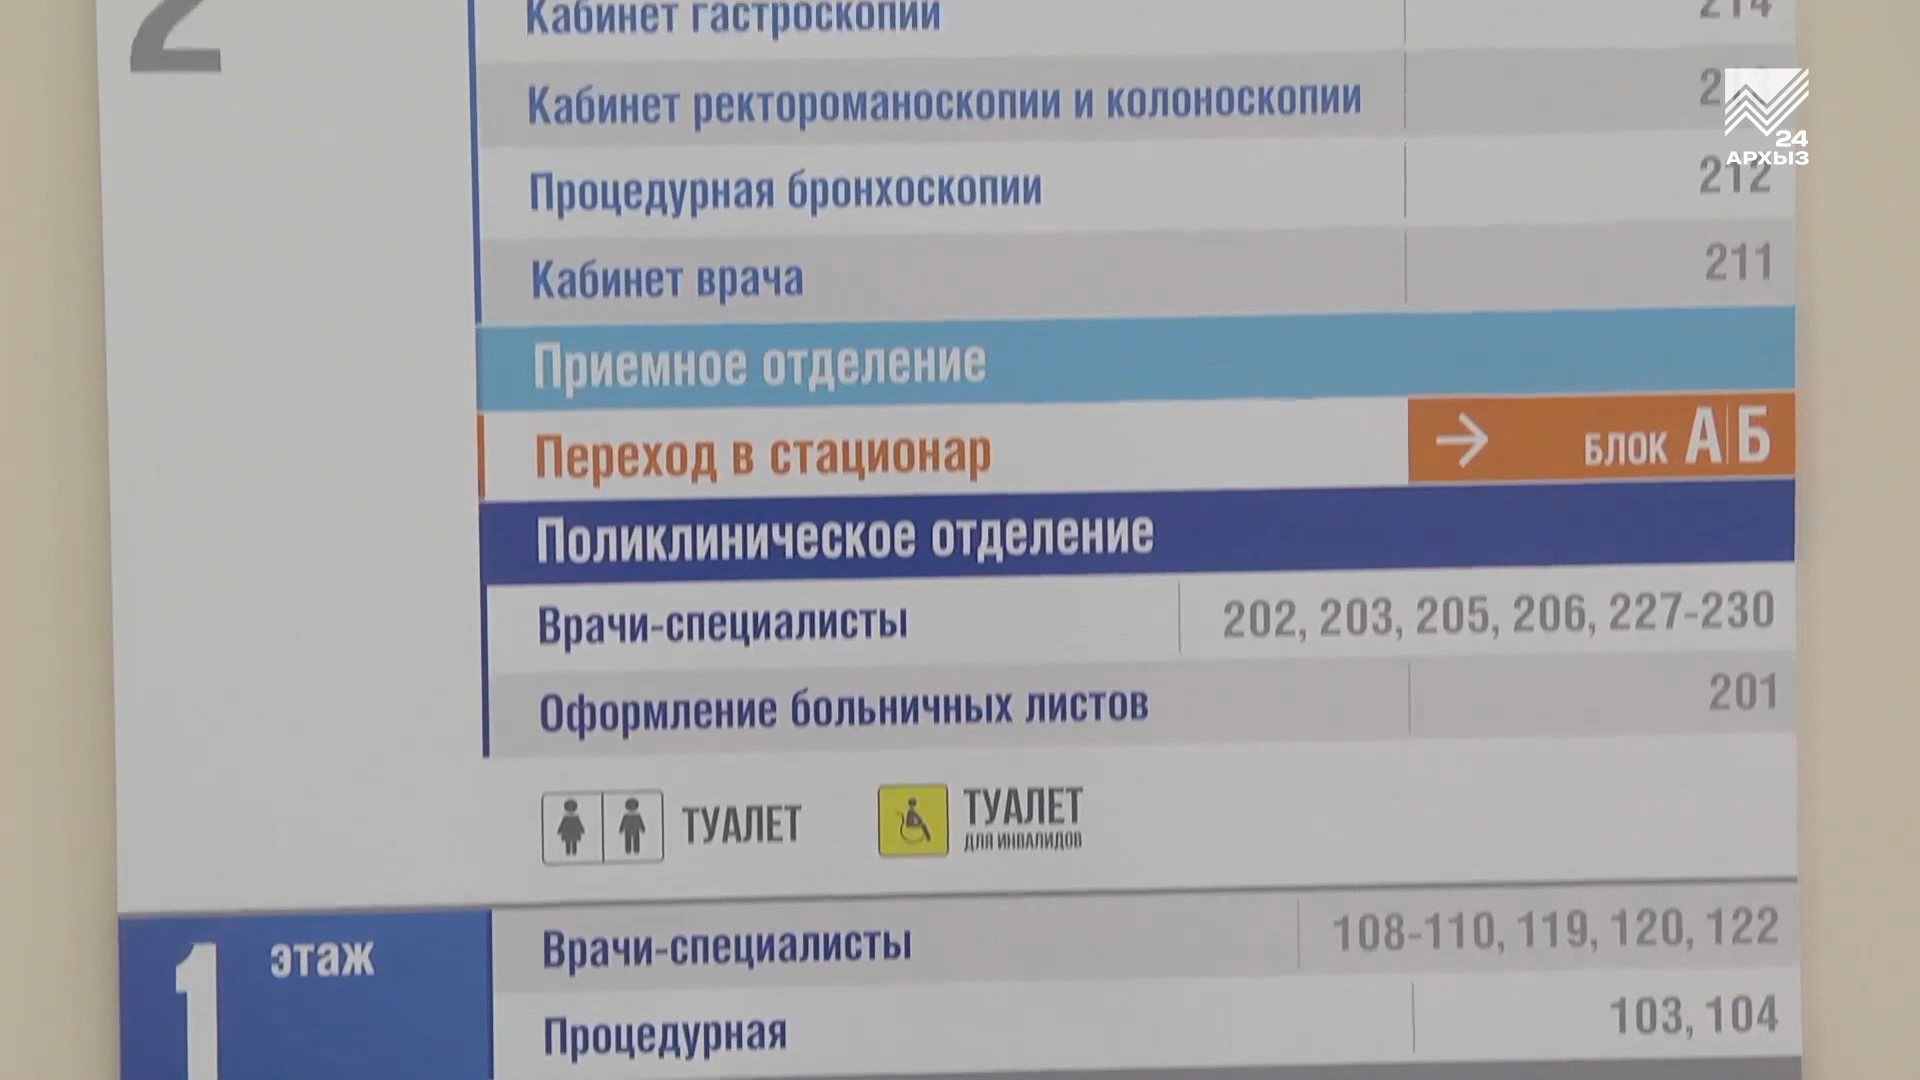 2
Кабинет гастроскопии 214
Кабинет ректороманоскопии и колоноскопии
Процедурная бронхоскопии 212
Кабинет врача 211
Приемное отделение
Переход в стационар → БЛОК А|Б
Поликлиническое отделение
Врачи-специалисты 202, 203, 205, 206, 227-230
Оформление больничных листов 201
ТУАЛЕТ ТУАЛЕТ
ДЛЯ ИНВАЛИДОВ
1 этаж
Врачи-специалисты 108-110, 119, 120, 122
Процедурная 103, 104
24
АРХЫЗ